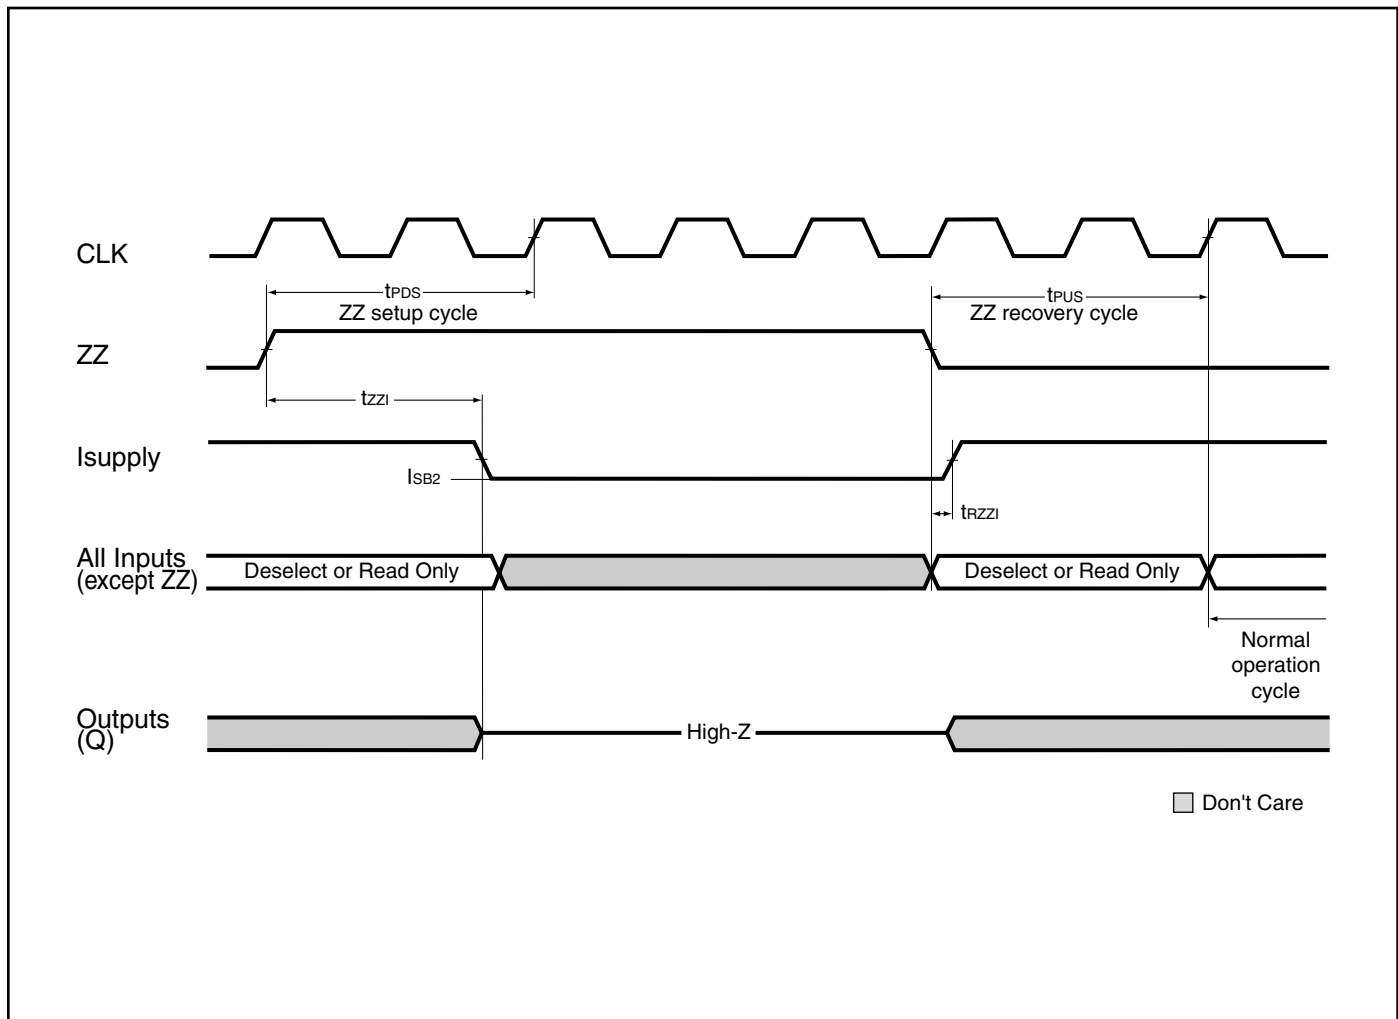 CLK
tPDS
ZZ setup cycle
tPUS
ZZ recovery cycle
ZZ
tZZI
Isupply
ISB2
tRZZI
All Inputs
(except ZZ)
Deselect or Read Only
Deselect or Read Only
Normal
operation
cycle
Outputs
(Q)
High-Z
Don't Care